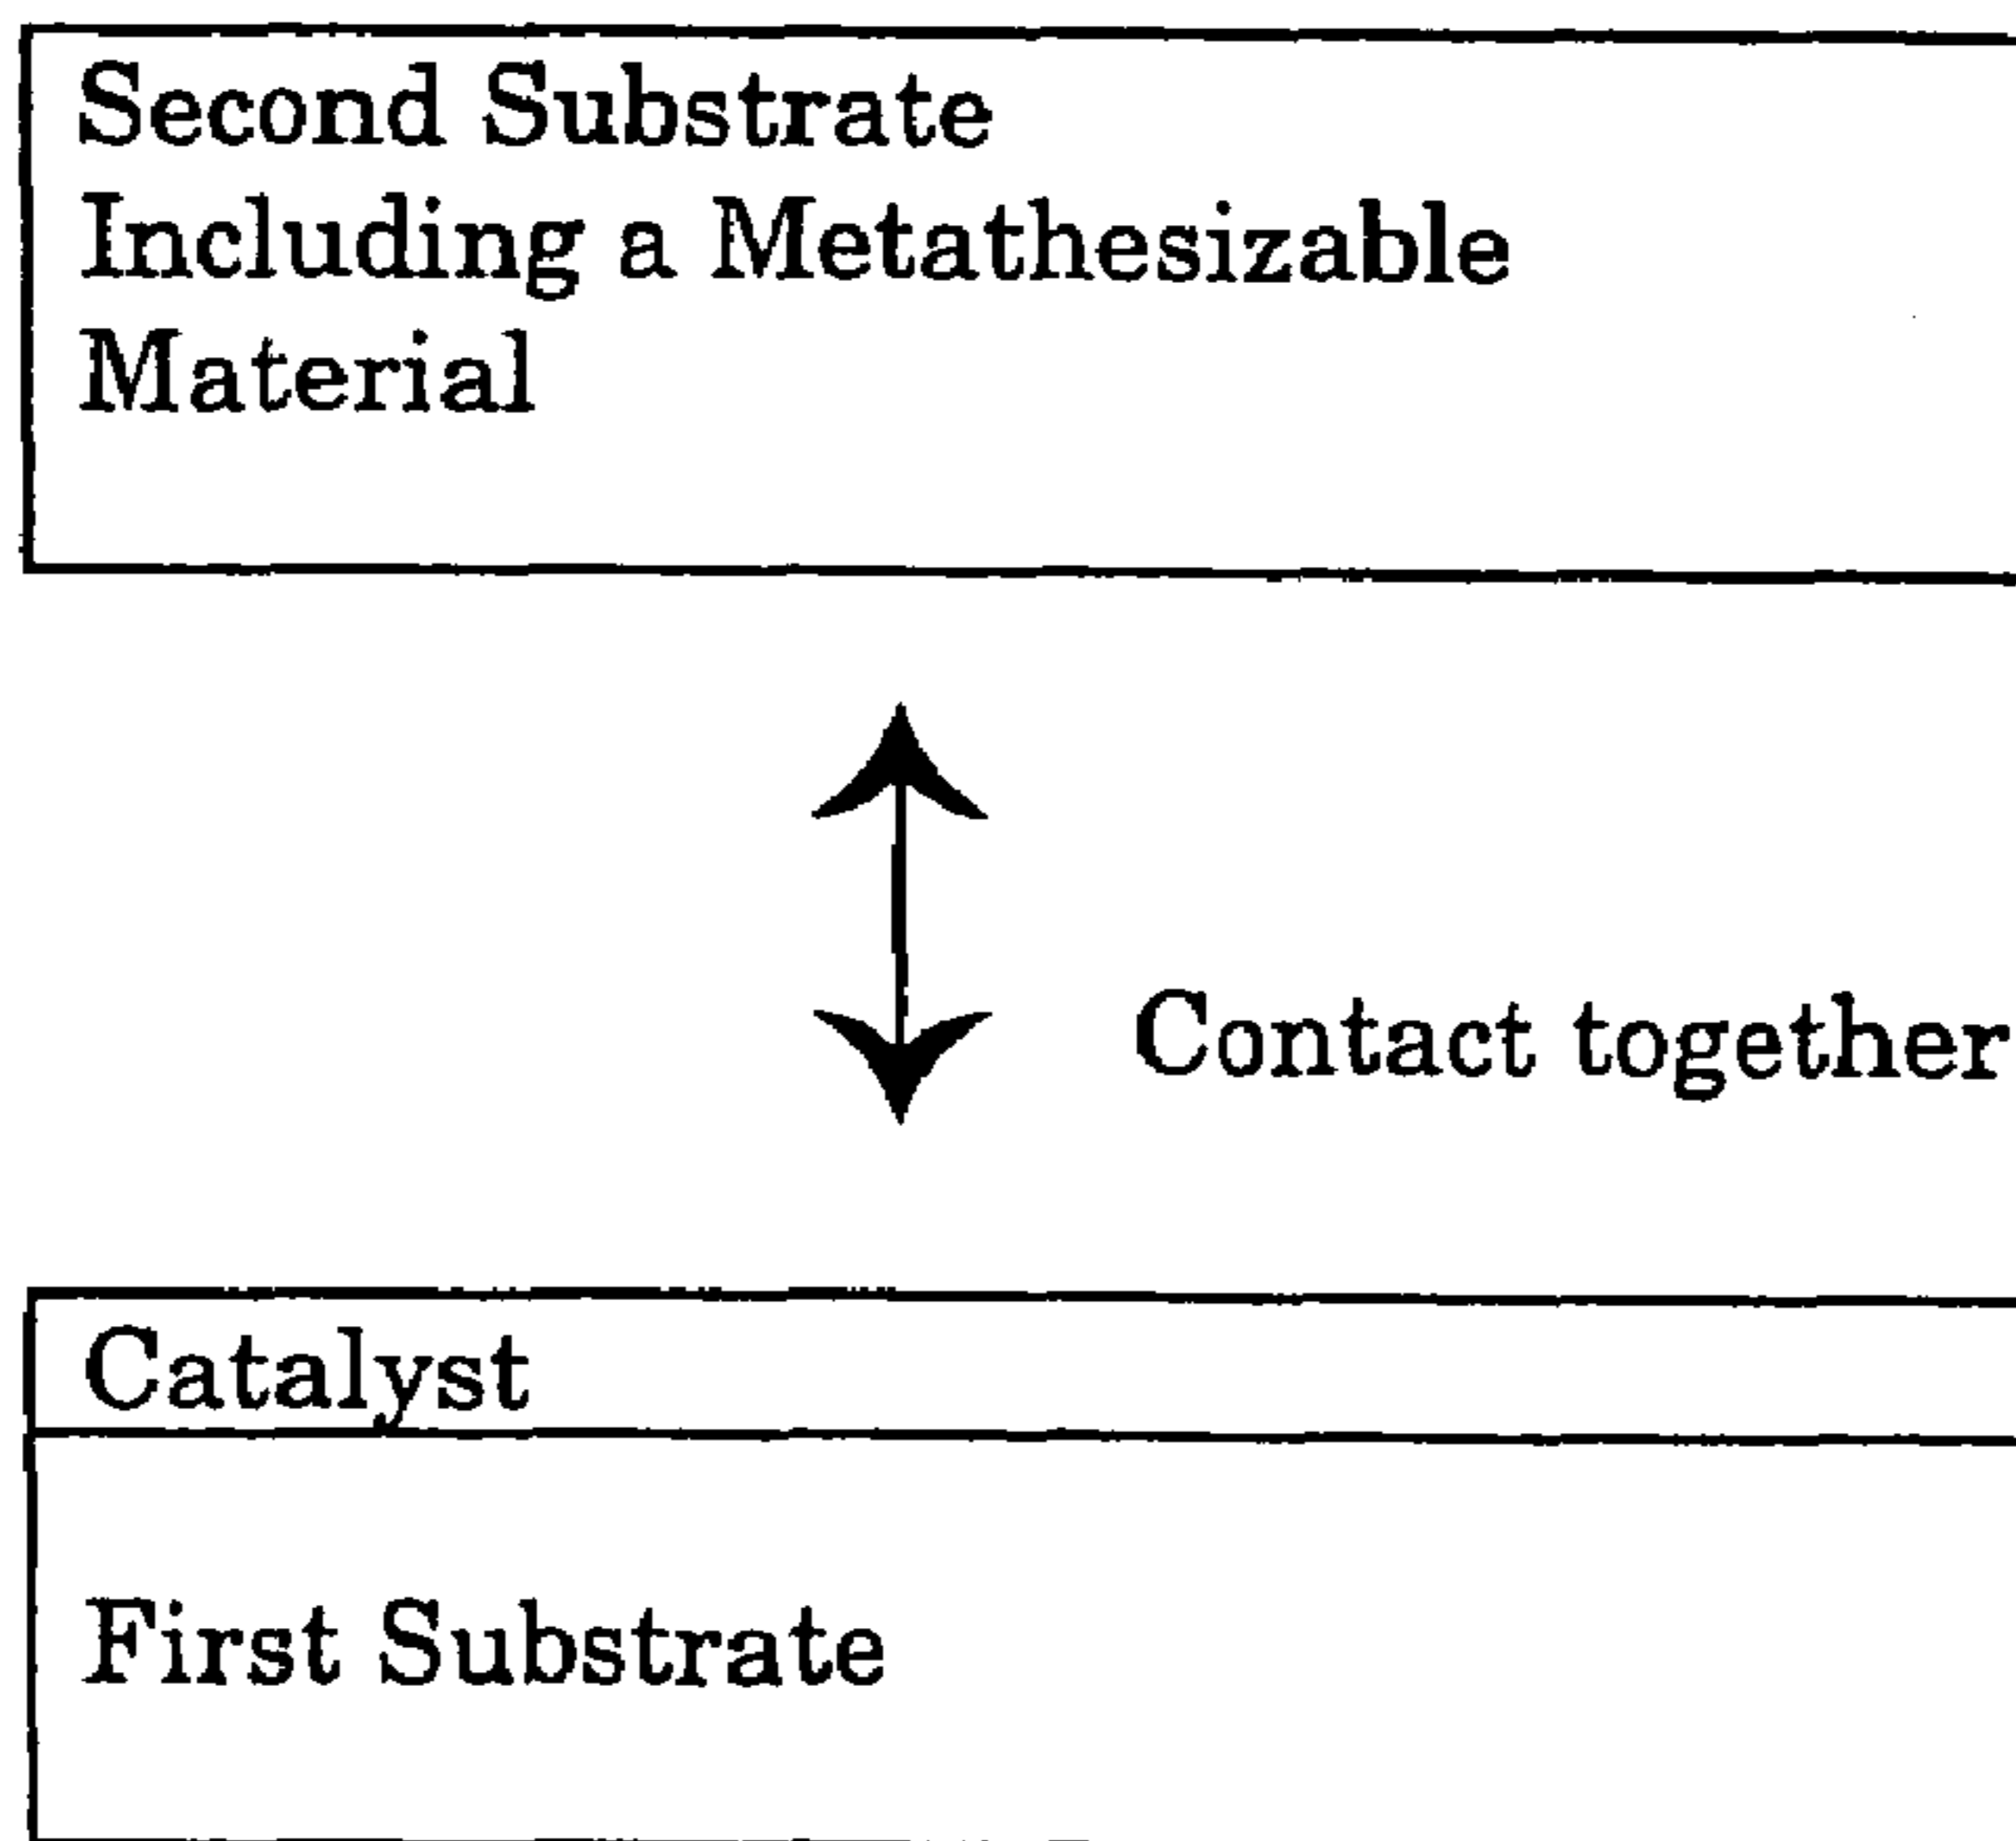 Second Substrate
Including a Metathesizable
Material
Contact together
Catalyst
First Substrate